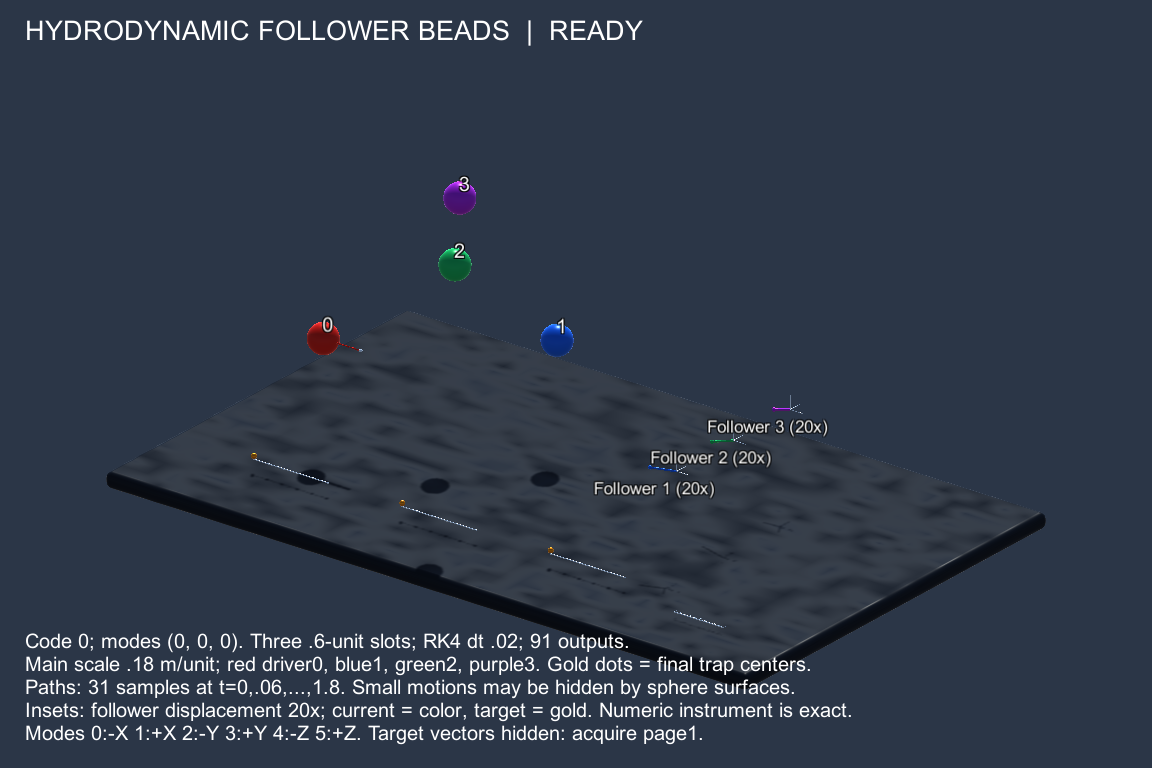 HYDRODYNAMIC FOLLOWER BEADS | READY
3
2
0
1
Follower 3 (20x)
Follower 2 (20x)
Follower 1 (20x)
Code 0; modes (0, 0, 0). Three .6-unit slots; RK4 dt .02; 91 outputs.
Main scale .18 m/unit; red driver0, blue1, green2, purple3. Gold dots = final trap centers.
Paths: 31 samples at t=0,.06,...,1.8. Small motions may be hidden by sphere surfaces.
Insets: follower displacement 20x; current = color, target = gold. Numeric instrument is exact.
Modes 0:-X 1:+X 2:-Y 3:+Y 4:-Z 5:+Z. Target vectors hidden: acquire page1.